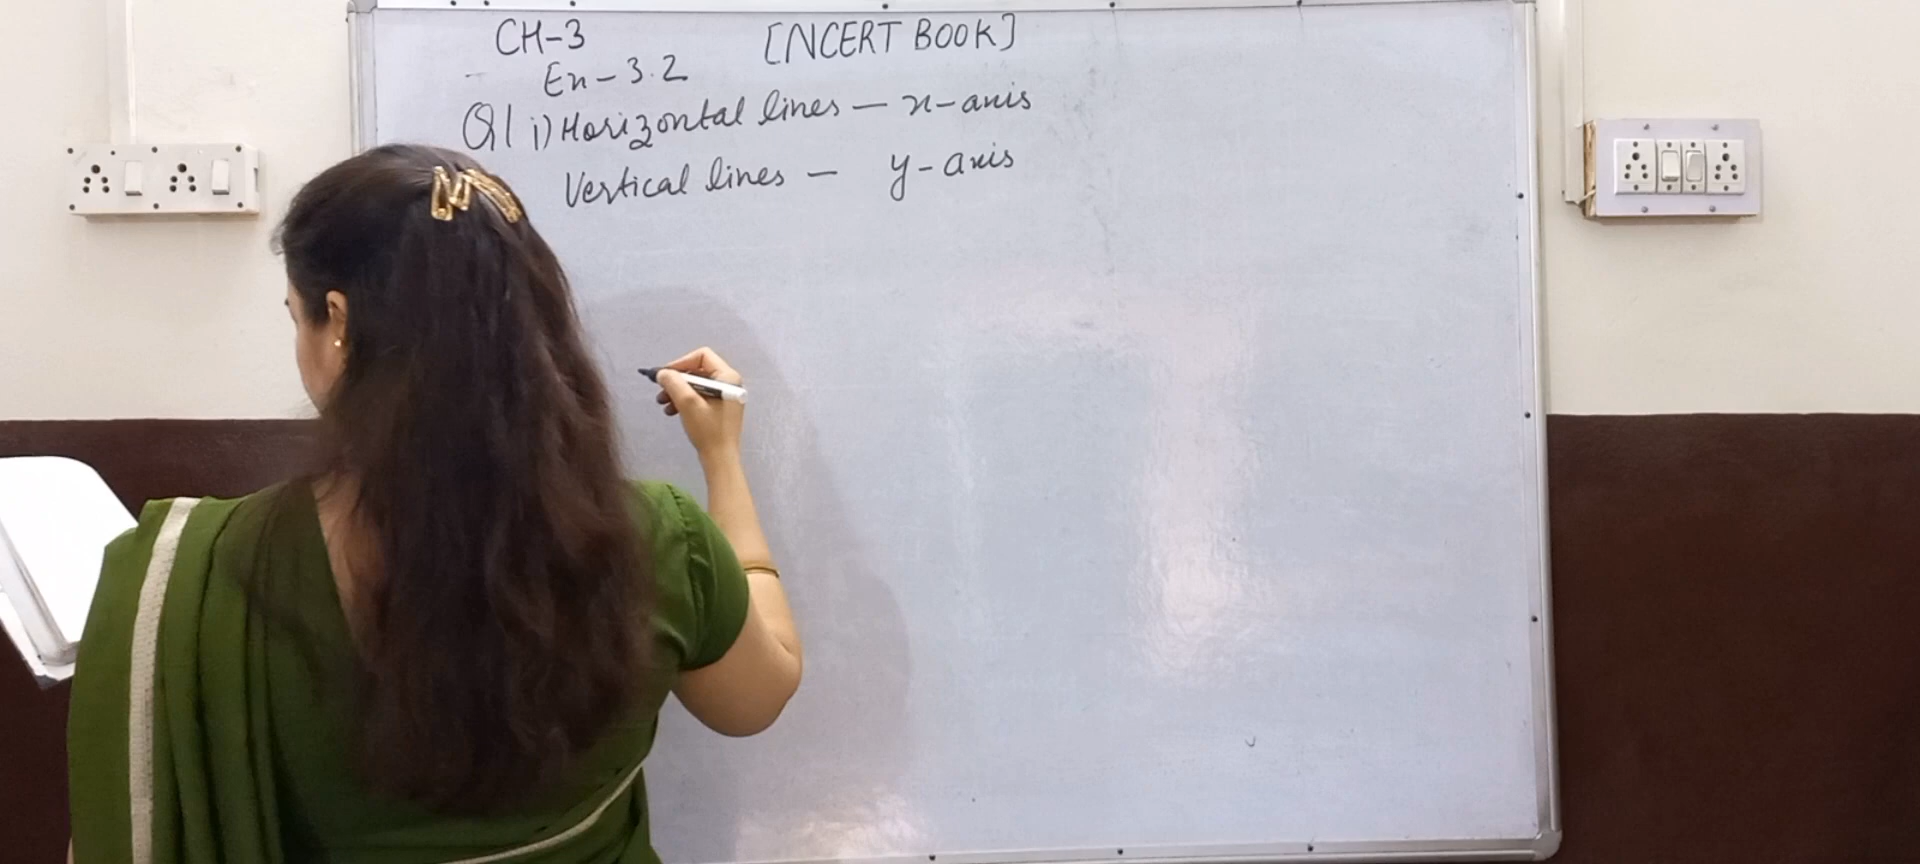 CH-3 [NCERT BOOK]
Ex-3.2
Q1 i) Horizontal lines - x-axis
Vertical lines - y-axis